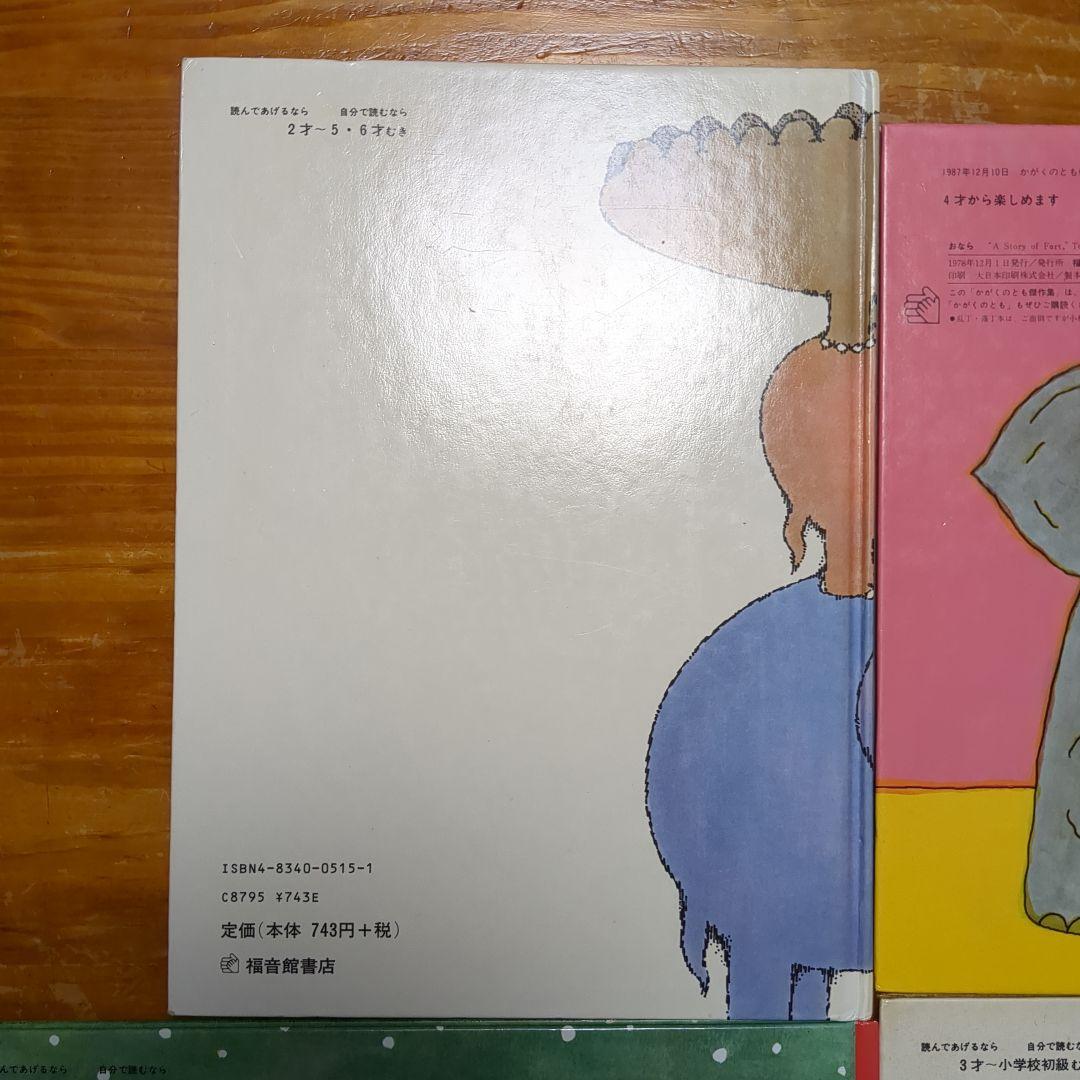 読んであげるなら　自分で読むなら
2才〜5・6才むき
ISBN4-8340-0515-1
C8795 ¥743E
定価(本体 743円+税)
福音館書店
1987年12月10日　かがくのとも
4才から楽しめます
おなら　"A Story of Fart,"
1978年12月1日発行／発行所
印刷　大日本印刷株式会社／製本
この「かがくのとも傑作集」は、
「かがくのとも」もぜひご購読く
●乱丁・落丁本は、ご面倒ですが小
読んであげるなら　自分で読むなら
読んであげるなら　自分で読むな
3才〜小学校初級む